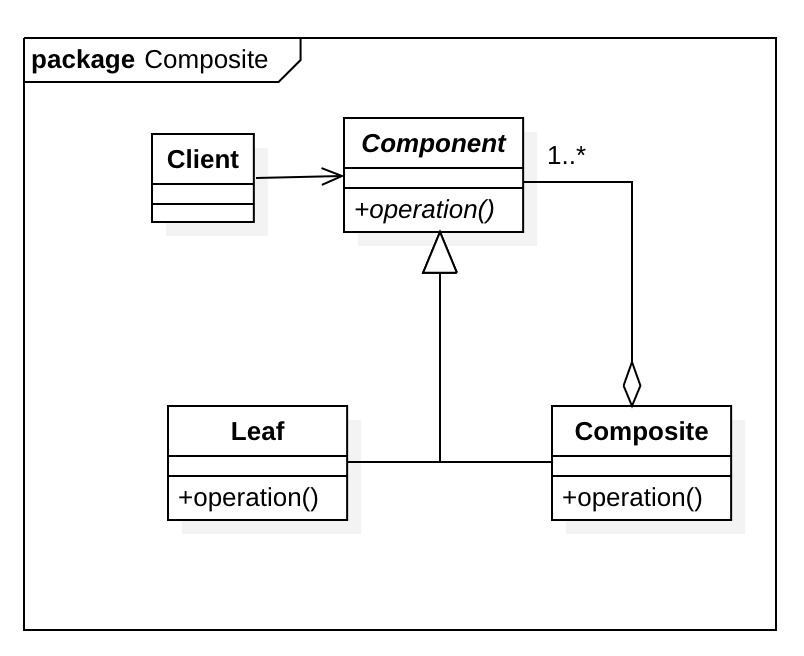 package Composite
Client
Component
+operation()
1..*
Leaf
+operation()
Composite
+operation()